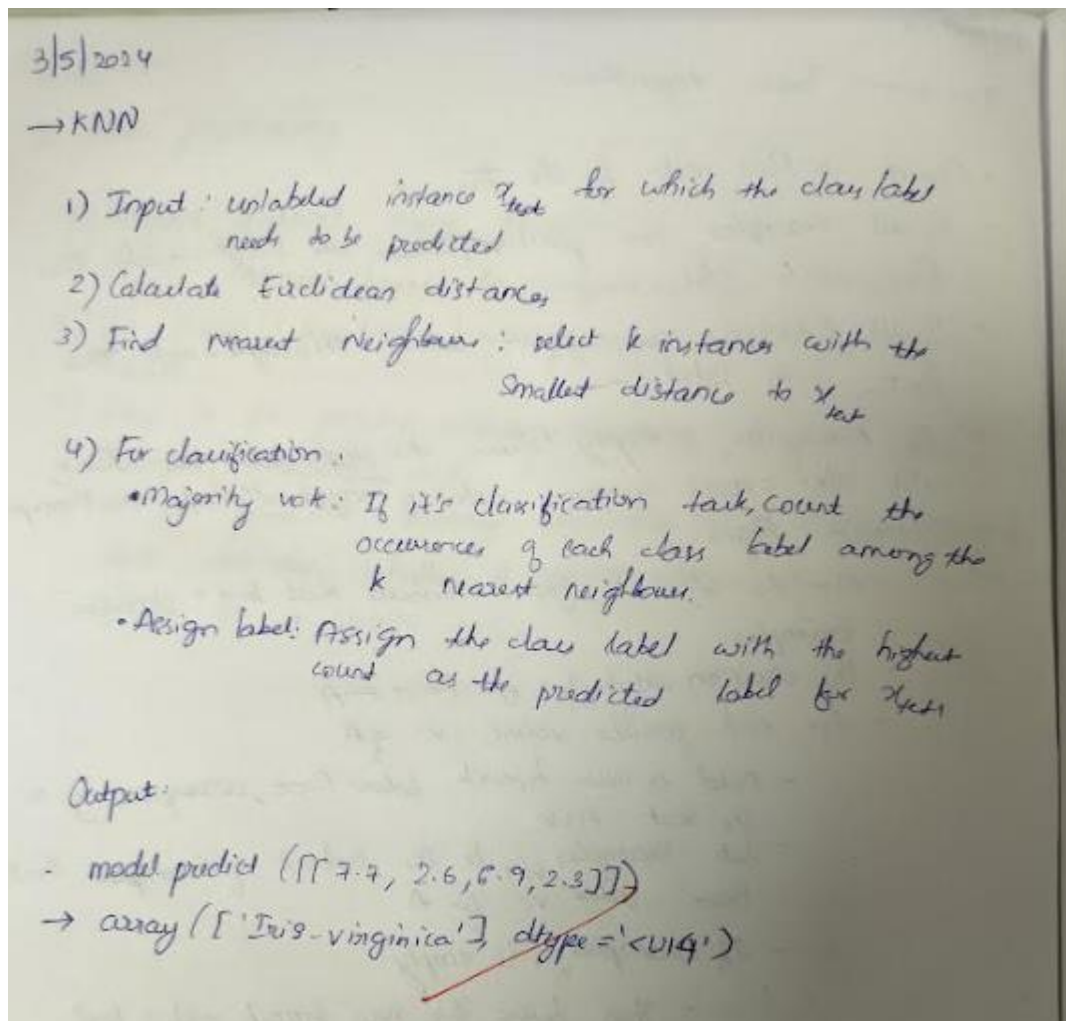 3/5/2024
→ KNN
1) Input: unlabeled instance x_test for which the class label
needs to be predicted
2) Calculate Euclidean distances
3) Find nearest Neighbours: select k instances with the
Smallest distance to x_test
4) For classification:
• Majority vote: If it's classification task, count the
occurrences of each class label among the
k nearest neighbours.
• Assign label: Assign the class label with the highest
count as the predicted label for x_test
Output:
- model predict ([[7.7, 2.6, 6.9, 2.3]])
→ array (['Iris-vinginica'], dtype='<U14')